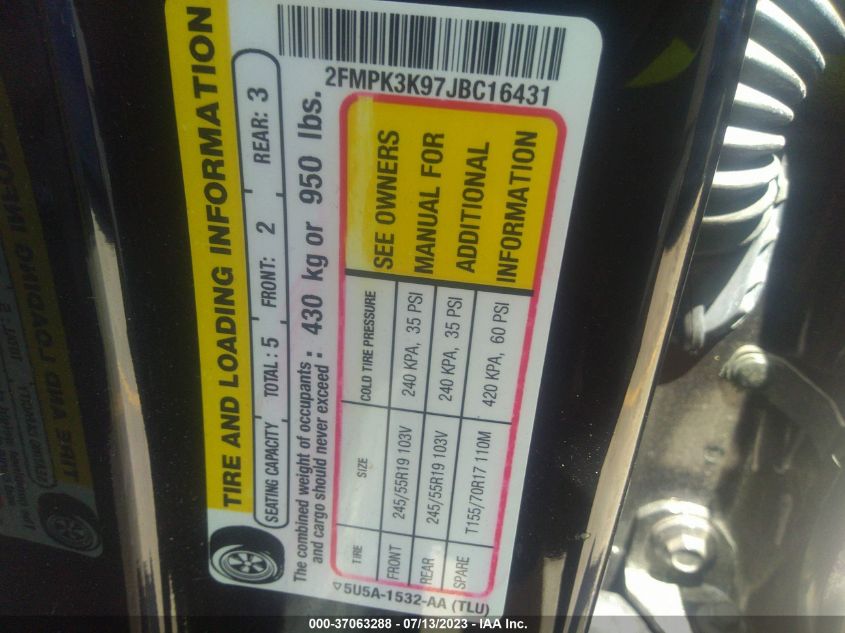 2FMPK3K97JBC16431
TIRE AND LOADING INFORMATION
SEATING CAPACITY TOTAL : 5 FRONT: 2 REAR: 3
The combined weight of occupants and cargo should never exceed : 430 kg or 950 lbs.
TIRE SIZE COLD TIRE PRESSURE
FRONT 245/55R19 103V 240 KPA, 35 PSI
REAR 245/55R19 103V 240 KPA, 35 PSI
SPARE T155/70R17 110M 420 KPA, 60 PSI
SEE OWNERS
MANUAL FOR
ADDITIONAL
INFORMATION
5U5A-1532-AA (TLU)
000-37063288 - 07/13/2023 - IAA Inc.